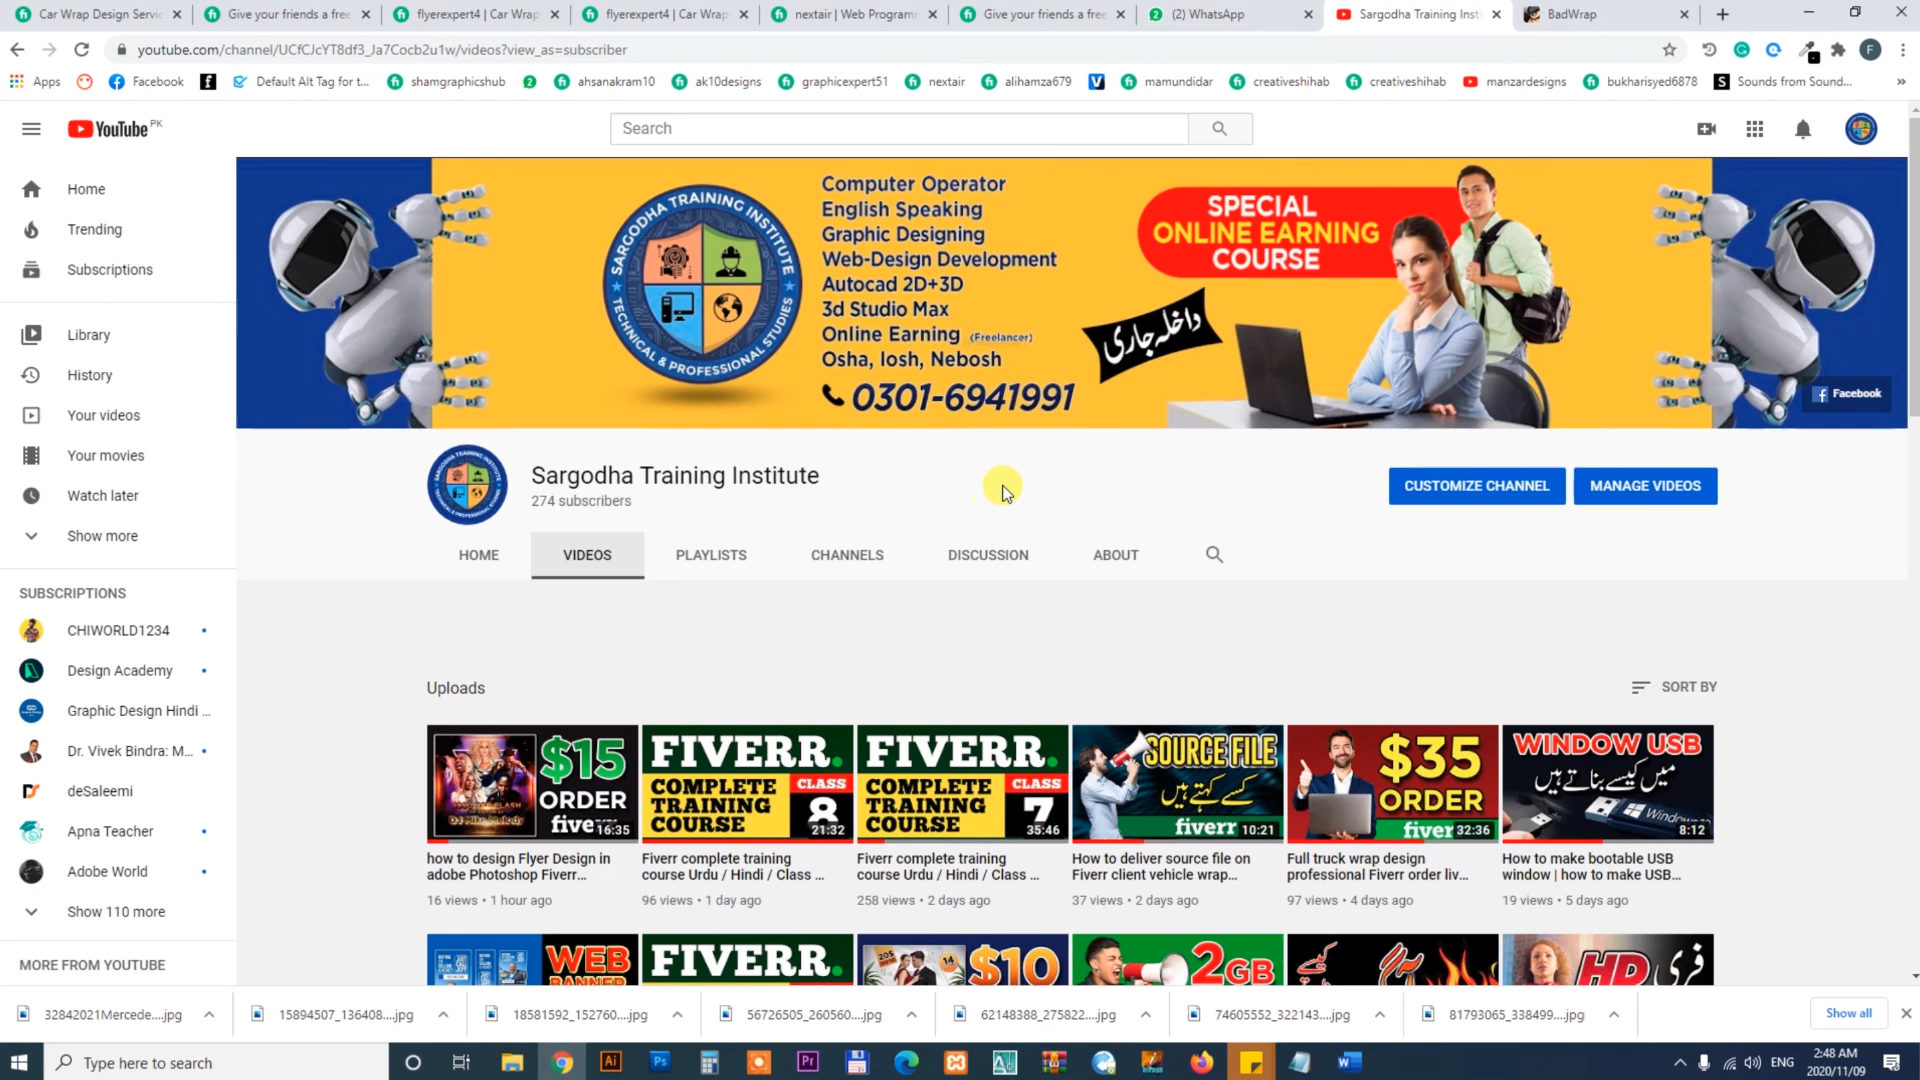 Car Wrap Design Servic
Give your friends a free
flyerexpert4 | Car Wrap
flyerexpert4 | Car Wrap
nextair | Web Programm
Give your friends a free
(2) WhatsApp
Sargodha Training Insti
BadWrap
youtube.com/channel/UCfCJcYT8df3_Ja7Cocb2u1w/videos?view_as=subscriber
F
Apps
Facebook
Default Alt Tag for t...
shamgraphicshub
ahsanakram10
ak10designs
graphicexpert51
nextair
alihamza679
mamundidar
creativeshihab
creativeshihab
manzardesigns
bukharisyed6878
Sounds from Sound...
YouTube PK
Search
Home
Trending
Subscriptions
Library
History
Your videos
Your movies
Watch later
Show more
SUBSCRIPTIONS
CHIWORLD1234
Design Academy
Graphic Design Hindi ...
Dr. Vivek Bindra: M...
deSaleemi
Apna Teacher
Adobe World
Show 110 more
MORE FROM YOUTUBE
SARGODHA TRAINING INSTITUTE
TECHNICAL & PROFESSIONAL STUDIES
Computer Operator
English Speaking
Graphic Designing
Web-Design Development
Autocad 2D+3D
3d Studio Max
Online Earning (Freelancer)
Osha, Iosh, Nebosh
0301-6941991
داخلہ جاری
SPECIAL
ONLINE EARNING
COURSE
Facebook
Sargodha Training Institute
274 subscribers
CUSTOMIZE CHANNEL
MANAGE VIDEOS
HOME
VIDEOS
PLAYLISTS
CHANNELS
DISCUSSION
ABOUT
Uploads
SORT BY
$15
ORDER
fiverr
16:35
how to design Flyer Design in
adobe Photoshop Fiverr...
16 views • 1 hour ago
FIVERR.
COMPLETE
TRAINING
COURSE
CLASS
8
21:32
Fiverr complete training
course Urdu / Hindi / Class ...
96 views • 1 day ago
FIVERR.
COMPLETE
TRAINING
COURSE
CLASS
7
35:46
Fiverr complete training
course Urdu / Hindi / Class ...
258 views • 2 days ago
SOURCE FILE
کسے کہتے ہیں
fiverr
10:21
How to deliver source file on
Fiverr client vehicle wrap...
37 views • 2 days ago
$35
ORDER
fiverr
32:36
Full truck wrap design
professional Fiverr order liv...
97 views • 4 days ago
WINDOW USB
میں کیسے بناتے ہیں
Windows
8:12
How to make bootable USB
window | how to make USB...
19 views • 5 days ago
WEB
BANNER
FIVERR.
$10
2GB
HD فری
32842021Mercede....jpg
15894507_136408....jpg
18581592_152760....jpg
56726505_260560....jpg
62148388_275822....jpg
74605552_322143....jpg
81793065_338499....jpg
Show all
Type here to search
ENG
2:48 AM
2020/11/09